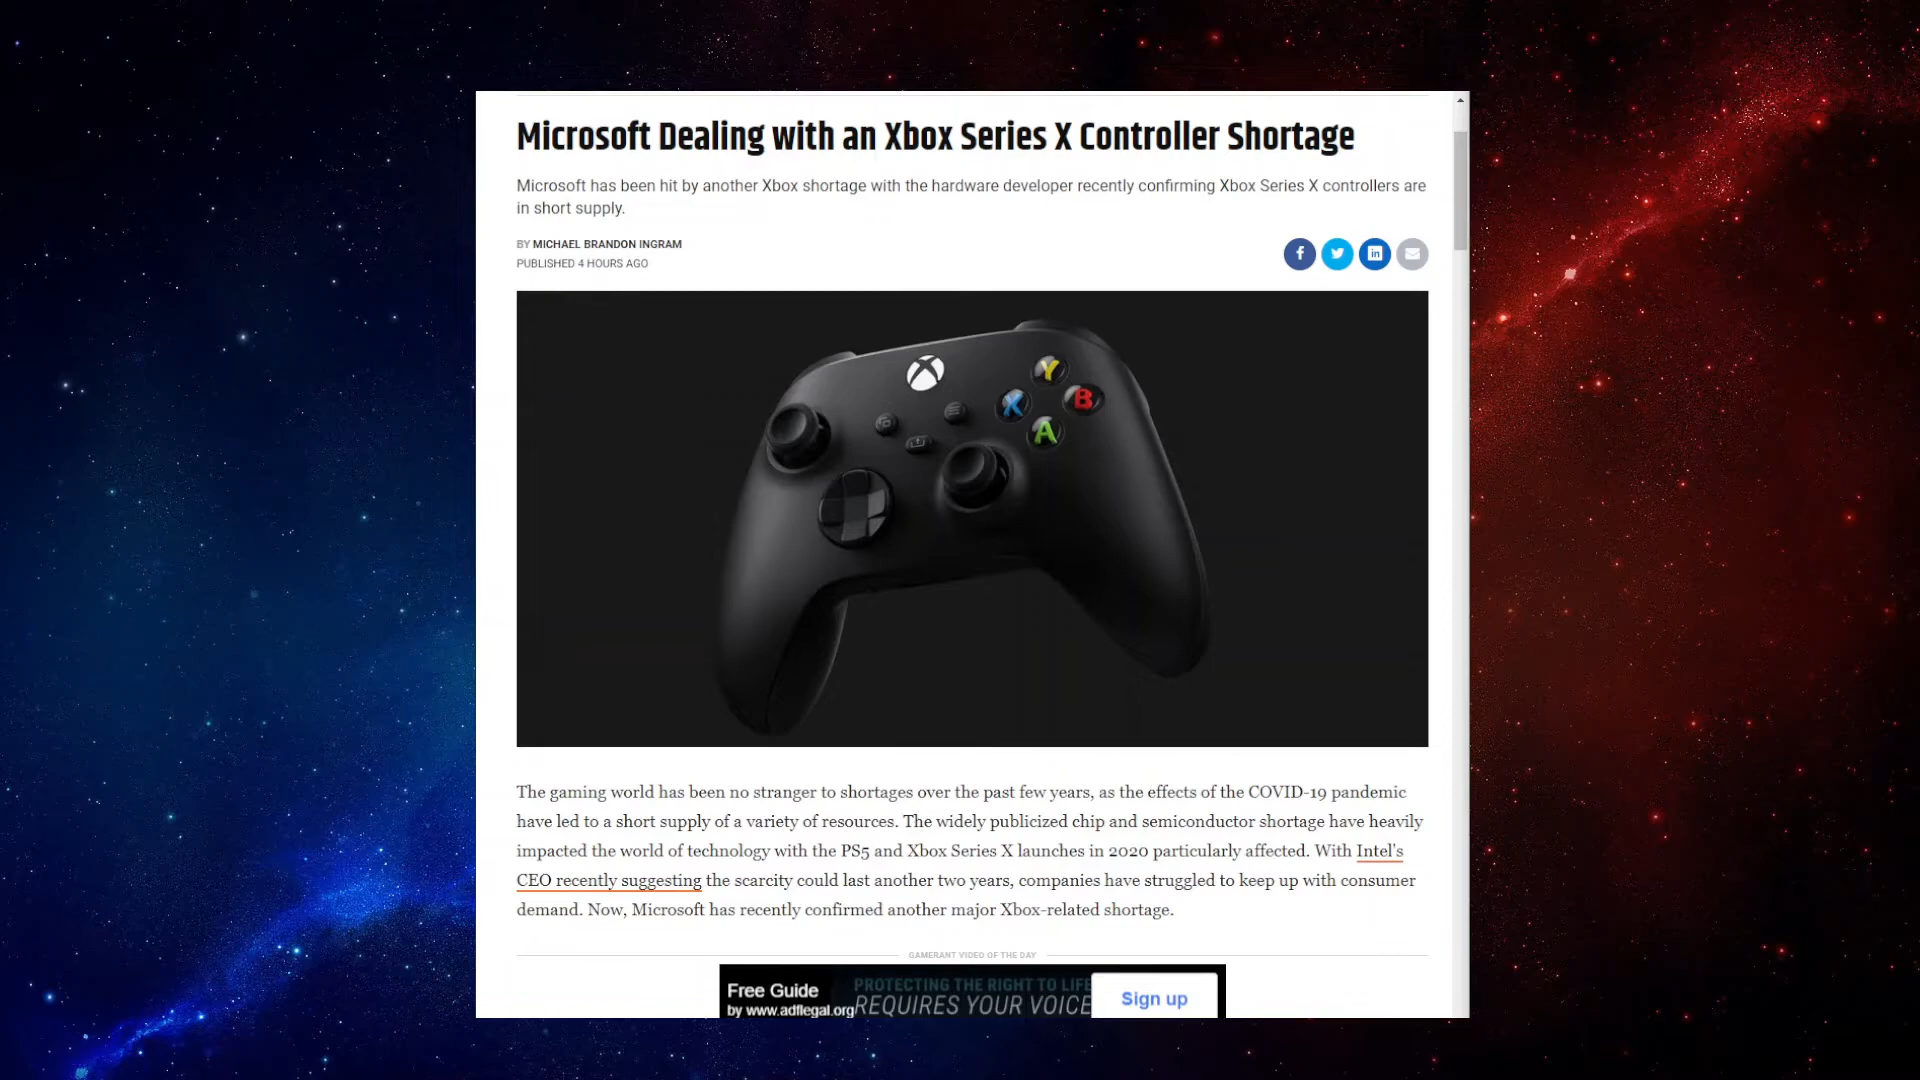 Microsoft Dealing with an Xbox Series X Controller Shortage
Microsoft has been hit by another Xbox shortage with the hardware developer recently confirming Xbox Series X controllers are
in short supply.
BY MICHAEL BRANDON INGRAM
PUBLISHED 4 HOURS AGO
f
in
Y
X
B
A
The gaming world has been no stranger to shortages over the past few years, as the effects of the COVID-19 pandemic
have led to a short supply of a variety of resources. The widely publicized chip and semiconductor shortage have heavily
impacted the world of technology with the PS5 and Xbox Series X launches in 2020 particularly affected. With Intel's
CEO recently suggesting the scarcity could last another two years, companies have struggled to keep up with consumer
demand. Now, Microsoft has recently confirmed another major Xbox-related shortage.
GAMERANT VIDEO OF THE DAY
Free Guide
by www.adflegal.org
PROTECTING THE RIGHT TO LIFE
REQUIRES YOUR VOICE
Sign up